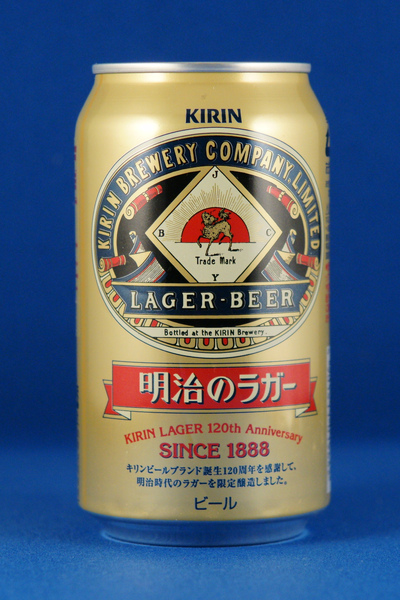 KIRIN
KIRIN BREWERY COMPANY, LIMITED
J
B C
Trade Mark
Y
LAGER-BEER
Bottled at the KIRIN Brewery
明治のラガー
KIRIN LAGER 120th Anniversary
SINCE 1888
キリンビールブランド誕生120周年を感謝して、
明治時代のラガーを限定醸造しました。
ビール